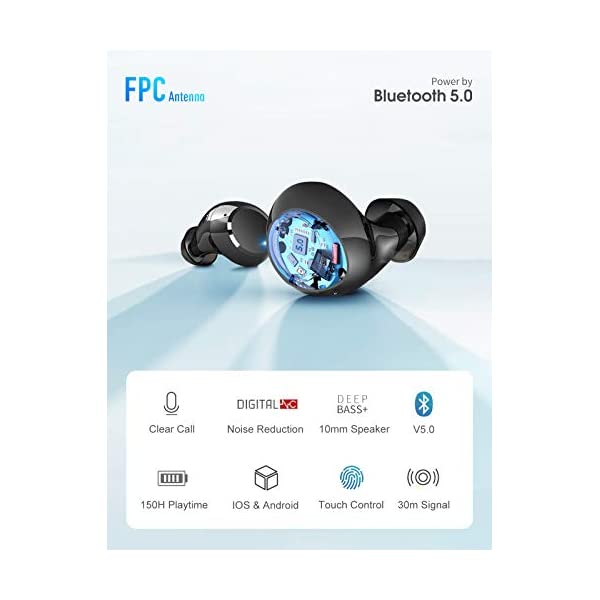 FPC Antenna
Power by
Bluetooth 5.0
5.0
DIGITAL NC
DEEP
BASS+
Clear Call
Noise Reduction
10mm Speaker
V5.0
150H Playtime
IOS & Android
Touch Control
30m Signal